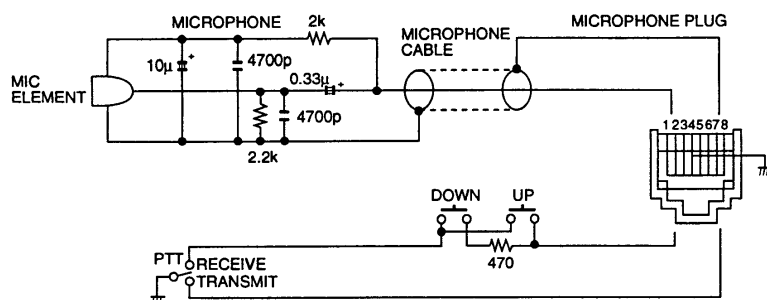 MICROPHONE
2k
MICROPHONE
CABLE
MICROPHONE PLUG
10µ
+
4700p
0.33µ
+
MIC
ELEMENT
4700p
2.2k
12345678
DOWN
UP
470
PTT
RECEIVE
TRANSMIT